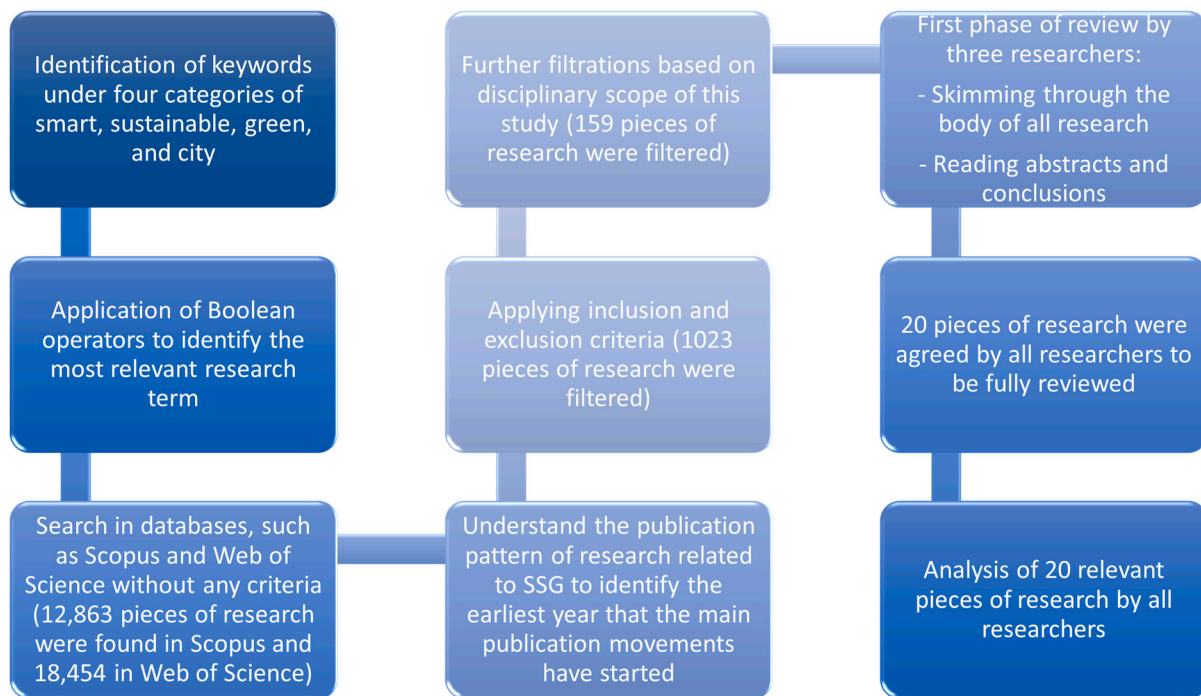 Identification of keywords
under four categories of
smart, sustainable, green,
and city
Application of Boolean
operators to identify the
most relevant research
term
Search in databases, such
as Scopus and Web of
Science without any criteria
(12,863 pieces of research
were found in Scopus and
18,454 in Web of Science)
Understand the publication
pattern of research related
to SSG to identify the
earliest year that the main
publication movements
have started
Applying inclusion and
exclusion criteria (1023
pieces of research were
filtered)
Further filtrations based on
disciplinary scope of this
study (159 pieces of
research were filtered)
First phase of review by
three researchers:
- Skimming through the
body of all research
- Reading abstracts and
conclusions
20 pieces of research were
agreed by all researchers to
be fully reviewed
Analysis of 20 relevant
pieces of research by all
researchers